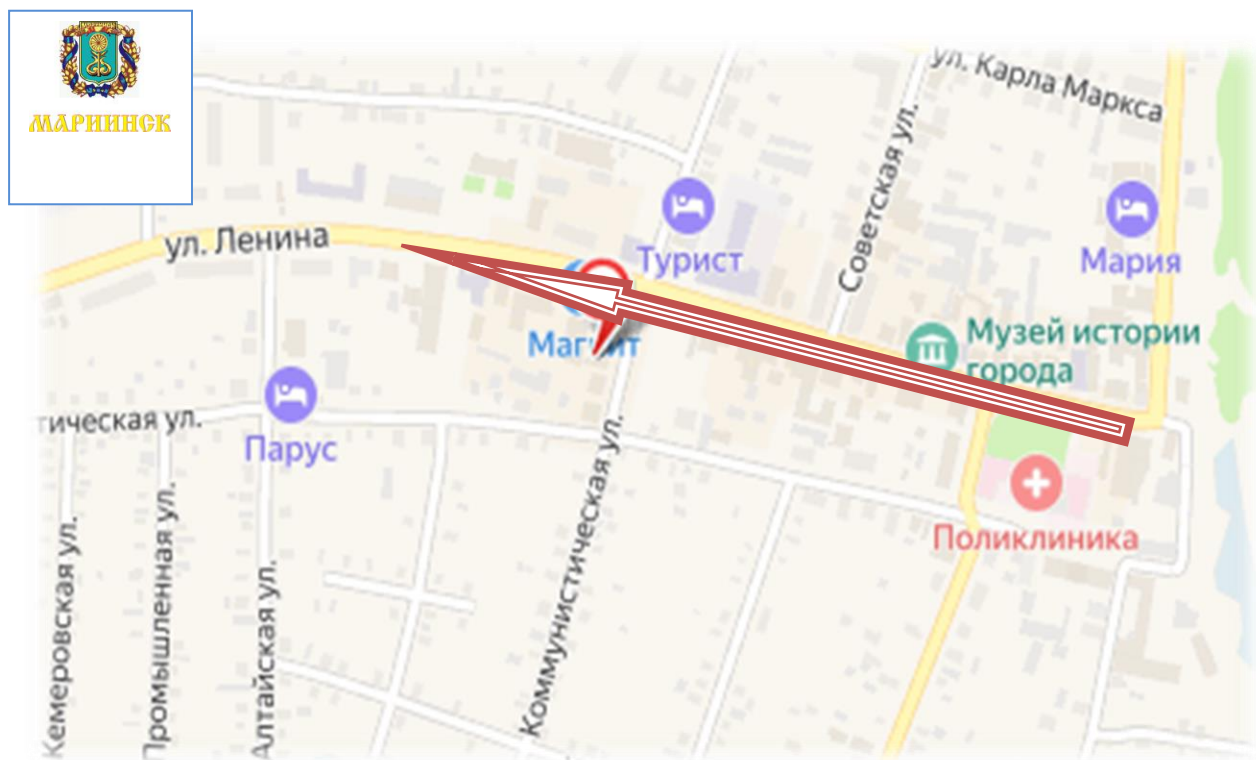 МАРИИНСК
ул. Карла Маркса
Советская ул.
ул. Ленина
Турист
Мария
Магнит
Музей истории
города
Парус
тическая ул.
Поликлиника
Коммунистическая ул.
Кемеровская ул.
Промышленная ул.
Алтайская ул.